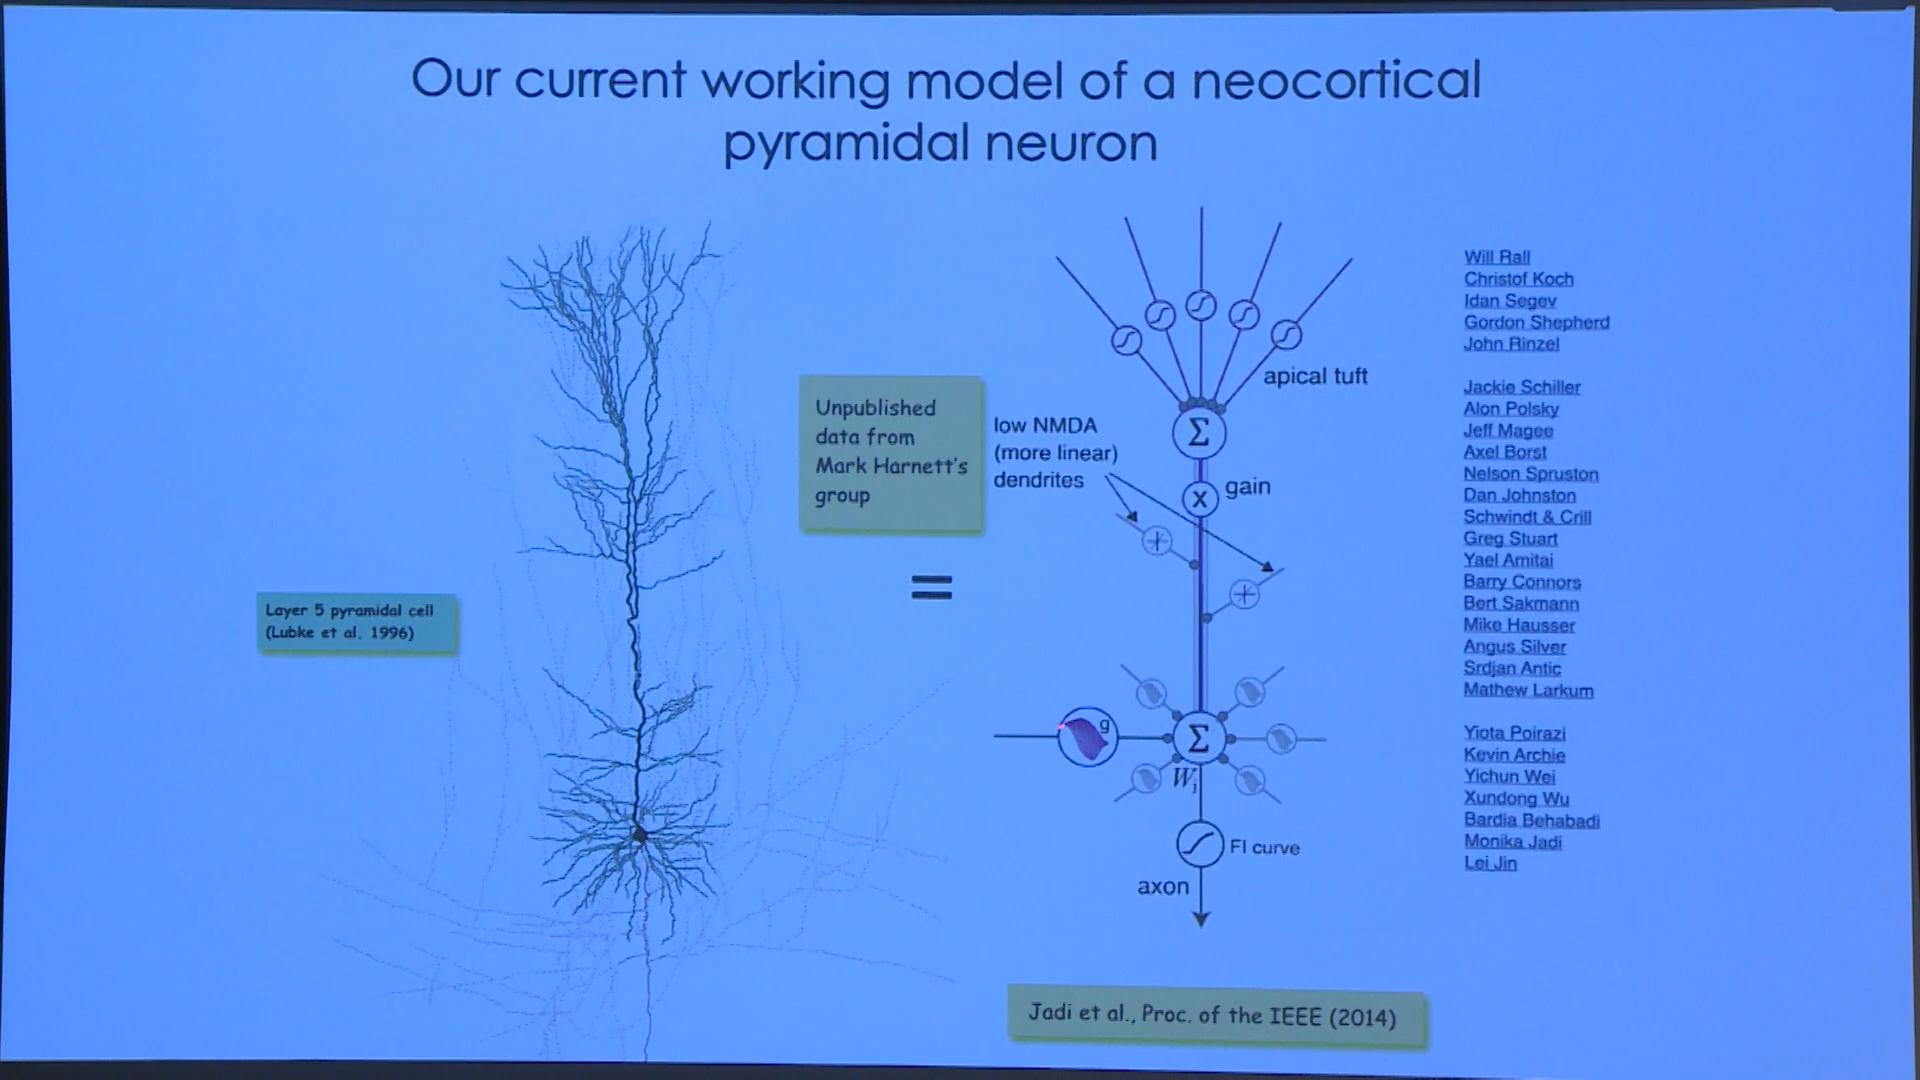 Our current working model of a neocortical
pyramidal neuron
Layer 5 pyramidal cell
(Lubke et al. 1996)
Unpublished
data from
Mark Harnett's
group
=
low NMDA
(more linear)
dendrites
apical tuft
Σ
x
gain
+
+
g
Σ
Wj
FI curve
axon
Jadi et al., Proc. of the IEEE (2014)
Will Rall
Christof Koch
Idan Segev
Gordon Shepherd
John Rinzel
Jackie Schiller
Alon Polsky
Jeff Magee
Axel Borst
Nelson Spruston
Dan Johnston
Schwindt & Crill
Greg Stuart
Yael Amitai
Barry Connors
Bert Sakmann
Mike Hausser
Angus Silver
Srdjan Antic
Mathew Larkum
Yiota Poirazi
Kevin Archie
Yichun Wei
Xundong Wu
Bardia Behabadi
Monika Jadi
Lei Jin